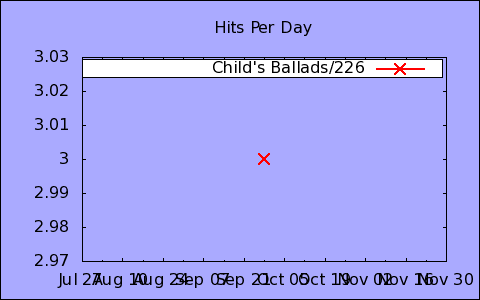 Hits Per Day
3.03
Child's Ballads/226
3.02
3.01
3
2.99
2.98
2.97
Jul 27 Aug 10 Aug 24 Sep 07 Sep 21 Oct 05 Oct 19 Nov 02 Nov 16 Nov 30